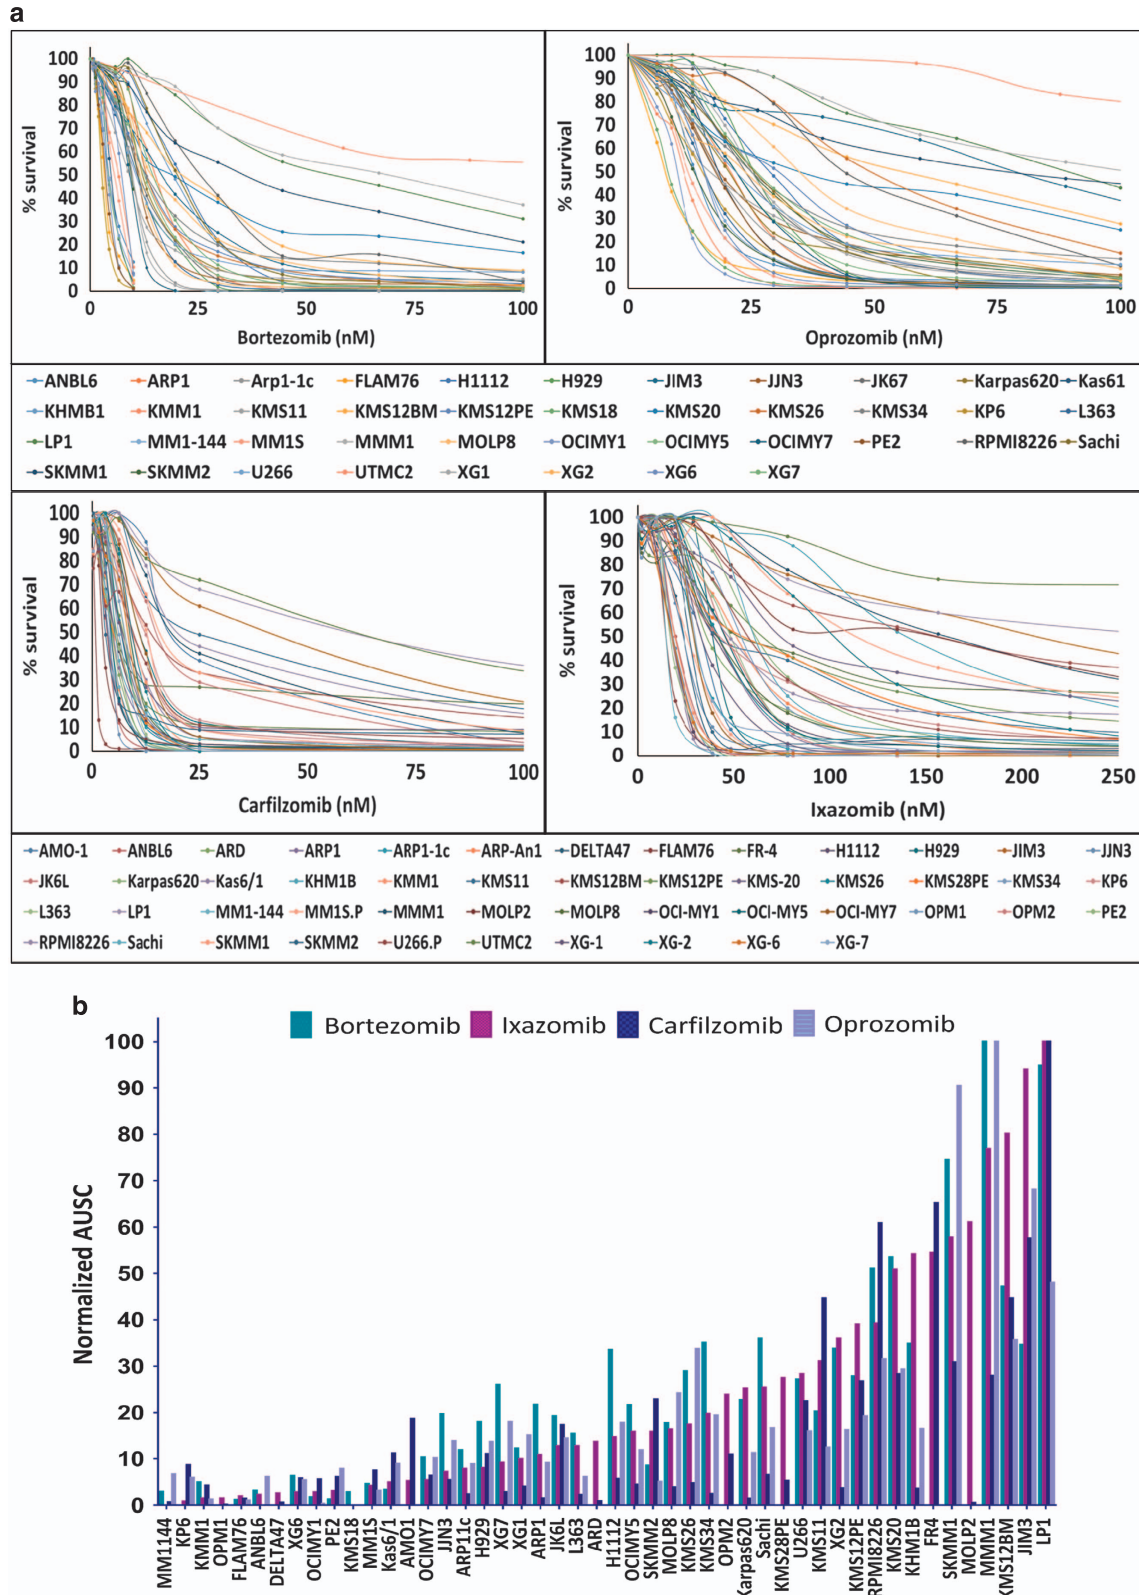 a
% survival
100
90
80
70
60
50
40
30
20
10
0
0 25 50 75 100
Bortezomib (nM)
% survival
100
90
80
70
60
50
40
30
20
10
0
0 25 50 75 100
Oprozomib (nM)
ANBL6 ARP1 Arp1-1c FLAM76 H1112 H929 JIM3 JJN3 JK67 Karpas620 Kas61
KHMB1 KMM1 KMS11 KMS12BM KMS12PE KMS18 KMS20 KMS26 KMS34 KP6 L363
LP1 MM1-144 MM1S MMM1 MOLP8 OCIMY1 OCIMY5 OCIMY7 PE2 RPMI8226 Sachi
SKMM1 SKMM2 U266 UTMC2 XG1 XG2 XG6 XG7
% survival
100
90
80
70
60
50
40
30
20
10
0
0 25 50 75 100
Carfilzomib (nM)
% survival
100
90
80
70
60
50
40
30
20
10
0
0 50 100 150 200 250
Ixazomib (nM)
AMO-1 ANBL6 ARD ARP1 ARP1-1c ARP-An1 DELTA47 FLAM76 FR-4 H1112 H929 JIM3 JJN3
JK6L Karpas620 Kas6/1 KHM1B KMM1 KMS11 KMS12BM KMS12PE KMS-20 KMS26 KMS28PE KMS34 KP6
L363 LP1 MM1-144 MM1S.P MMM1 MOLP2 MOLP8 OCI-MY1 OCI-MY5 OCI-MY7 OPM1 OPM2 PE2
RPMI8226 Sachi SKMM1 SKMM2 U266.P UTMC2 XG-1 XG-2 XG-6 XG-7
b
Bortezomib Ixazomib Carfilzomib Oprozomib
Normalized AUSC
100
90
80
70
60
50
40
30
20
10
0
MM1144
KP6
KMM1
OPM1
FLAM76
ANBL6
DELTA47
XG6
OCIMY1
PE2
KMS18
MM1S
Kas6/1
AMO1
OCIMY7
JJN3
ARP11c
H929
XG7
XG1
ARP1
JK6L
L363
ARD
H1112
OCIMY5
SKMM2
MOLP8
KMS26
KMS34
OPM2
Karpas620
Sachi
KMS28PE
U266
KMS11
XG2
KMS12PE
RPMI8226
KMS20
KHM1B
FR4
SKMM1
MOLP2
MMM1
KMS12BM
JIM3
LP1